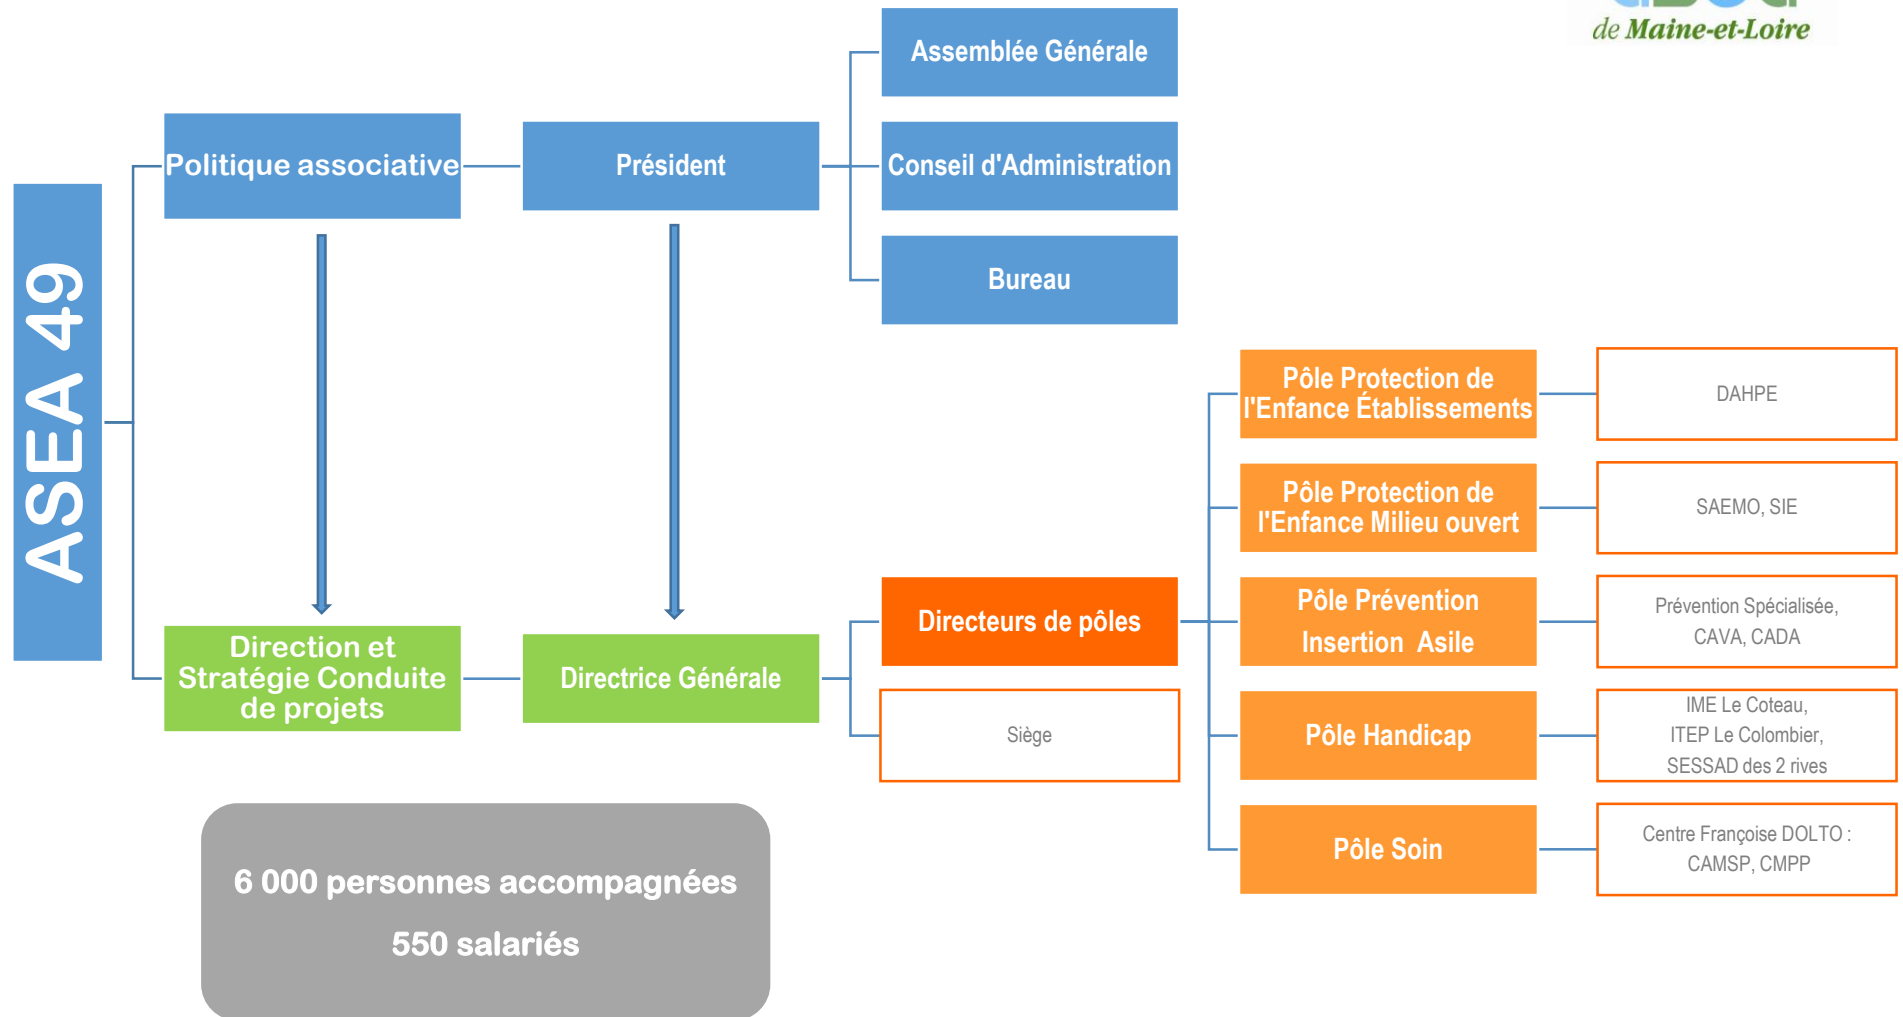 de Maine-et-Loire
ASEA 49
Politique associative
Président
Assemblée Générale
Conseil d'Administration
Bureau
Direction et
Stratégie Conduite
de projets
Directrice Générale
Directeurs de pôles
Siège
Pôle Protection de
l'Enfance Établissements
DAHPE
Pôle Protection de
l'Enfance Milieu ouvert
SAEMO, SIE
Pôle Prévention
Insertion Asile
Prévention Spécialisée,
CAVA, CADA
Pôle Handicap
IME Le Coteau,
ITEP Le Colombier,
SESSAD des 2 rives
Pôle Soin
Centre Françoise DOLTO :
CAMSP, CMPP
6 000 personnes accompagnées
550 salariés